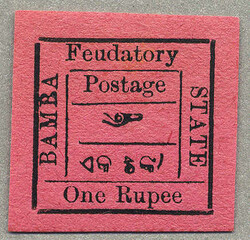 Feudatory
BAMBA
Postage
STATE
One Rupee